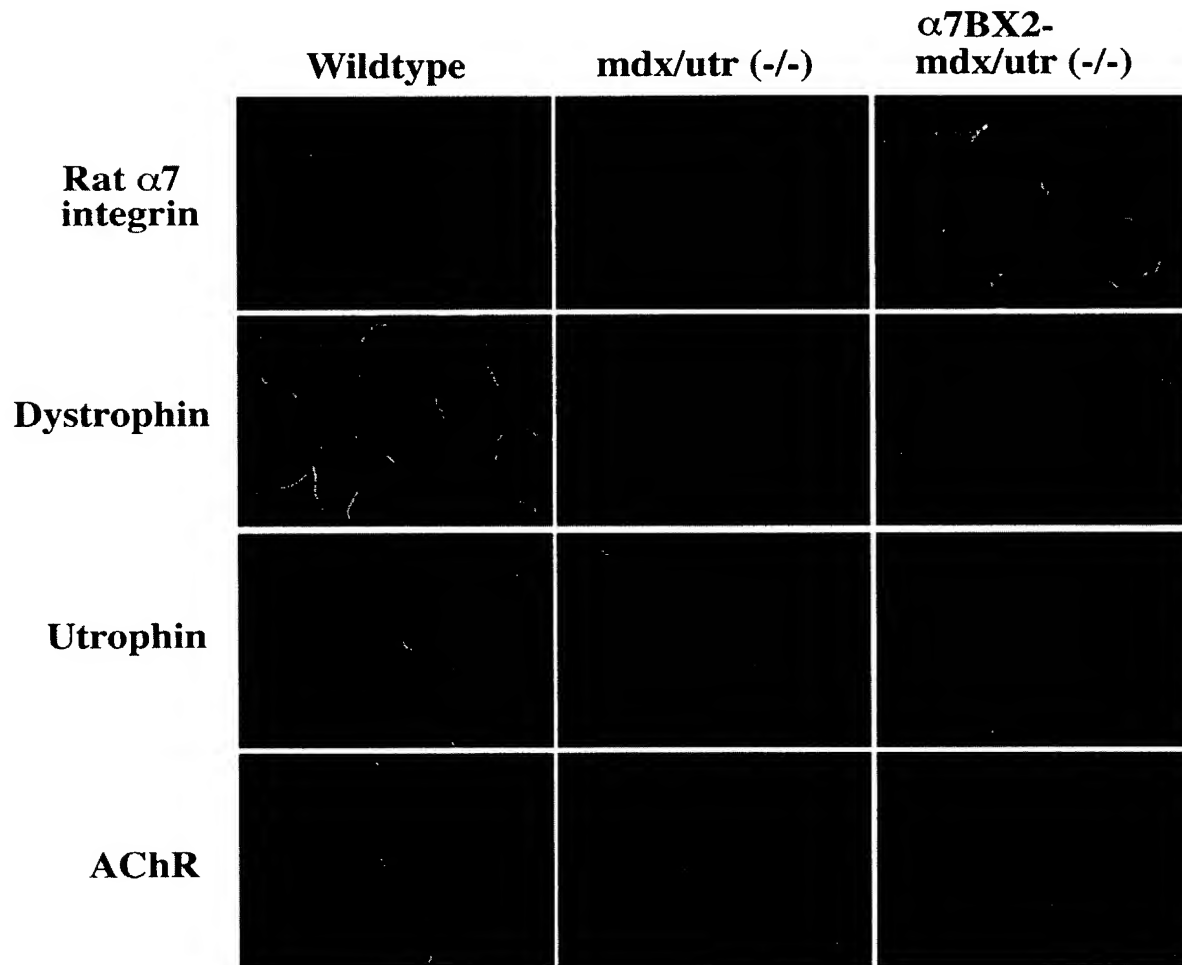 Wildtype
mdx/utr (-/-)
α7BX2-
mdx/utr (-/-)
Rat α7
integrin
Dystrophin
Utrophin
AChR